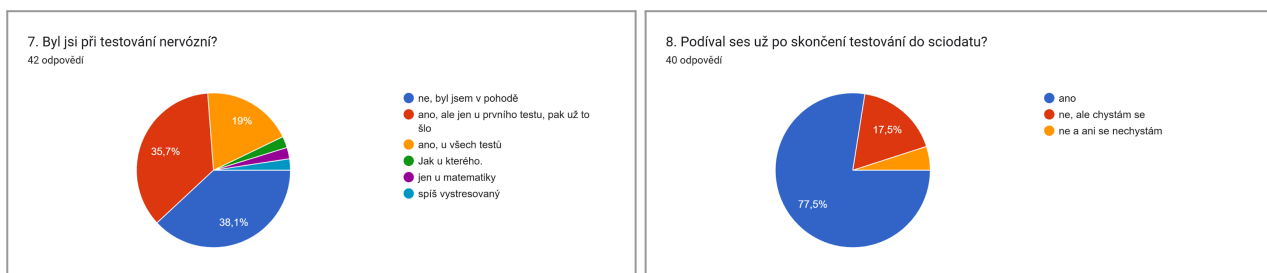 7. Byl jsi při testování nervózní?
42 odpovědí
ne, byl jsem v pohodě
ano, ale jen u prvního testu, pak už to
šlo
ano, u všech testů
Jak u kterého.
jen u matematiky
spíš vystresovaný
19%
35,7%
38,1%
8. Podíval ses už po skončení testování do sciodatu?
40 odpovědí
ano
ne, ale chystám se
ne a ani se nechystám
17,5%
77,5%